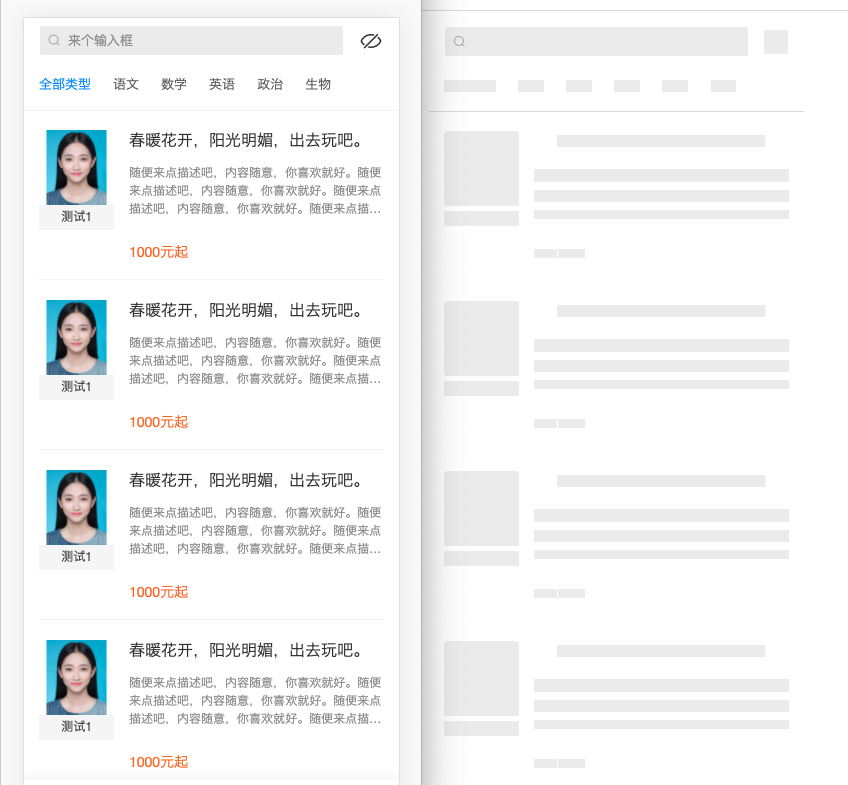 来个输入框
全部类型 语文 数学 英语 政治 生物
春暖花开，阳光明媚，出去玩吧。
随便来点描述吧，内容随意，你喜欢就好。随便
来点描述吧，内容随意，你喜欢就好。随便来点
描述吧，内容随意，你喜欢就好。随便来点描...
测试1
1000元起
春暖花开，阳光明媚，出去玩吧。
随便来点描述吧，内容随意，你喜欢就好。随便
来点描述吧，内容随意，你喜欢就好。随便来点
描述吧，内容随意，你喜欢就好。随便来点描...
测试1
1000元起
春暖花开，阳光明媚，出去玩吧。
随便来点描述吧，内容随意，你喜欢就好。随便
来点描述吧，内容随意，你喜欢就好。随便来点
描述吧，内容随意，你喜欢就好。随便来点描...
测试1
1000元起
春暖花开，阳光明媚，出去玩吧。
随便来点描述吧，内容随意，你喜欢就好。随便
来点描述吧，内容随意，你喜欢就好。随便来点
描述吧，内容随意，你喜欢就好。随便来点描...
测试1
1000元起